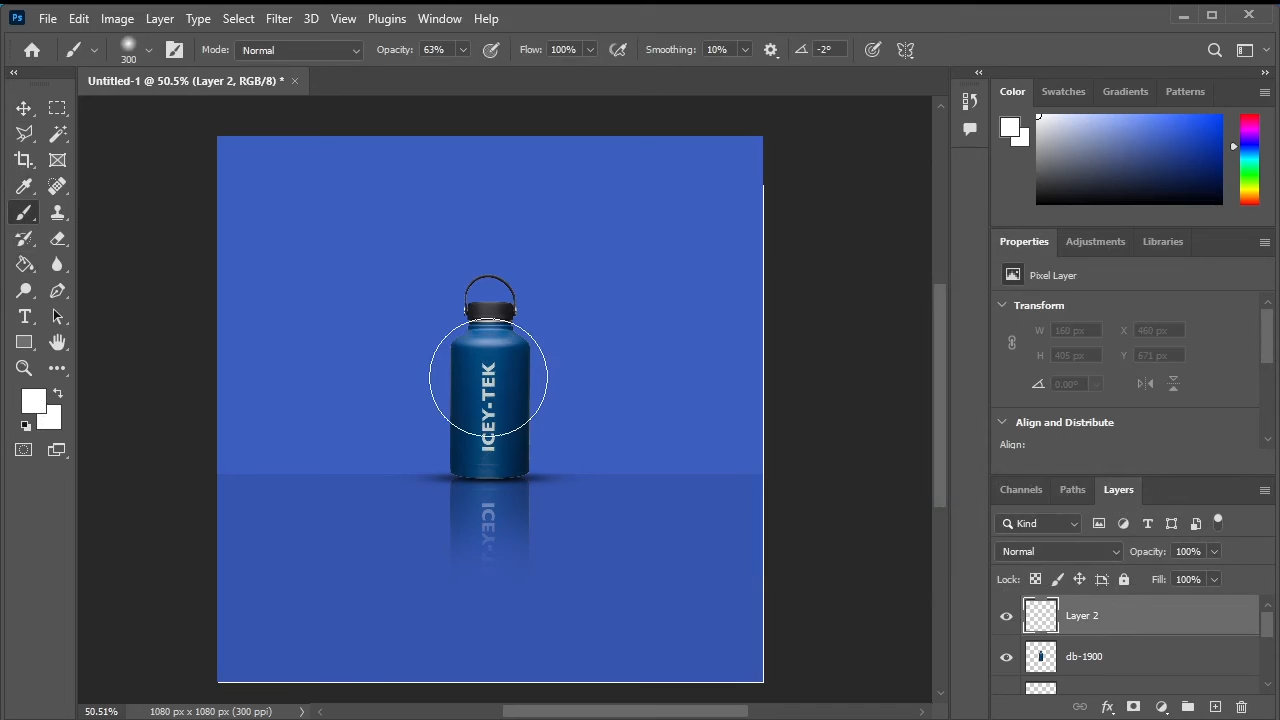 Ps File Edit Image Layer Type Select Filter 3D View Plugins Window Help
300 Mode: Normal Opacity: 63% Flow: 100% Smoothing: 10% -2°
Untitled-1 @ 50.5% (Layer 2, RGB/8) *
Color Swatches Gradients Patterns
Properties Adjustments Libraries
Pixel Layer
Transform
W 160 px X 460 px
H 405 px Y 671 px
0.00°
Align and Distribute
Align:
ICEY-TEK
Channels Paths Layers
Kind
Normal Opacity: 100%
Lock: Fill: 100%
Layer 2
db-1900
50.51% 1080 px x 1080 px (300 ppi)